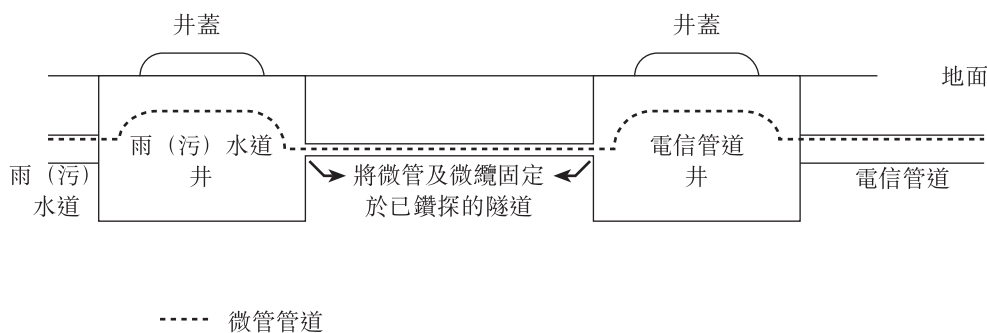 井蓋
井蓋
地面
雨（污）水道
井
電信管道
井
雨（污）
水道
將微管及微纜固定
於已鑽探的隧道
電信管道
微管管道